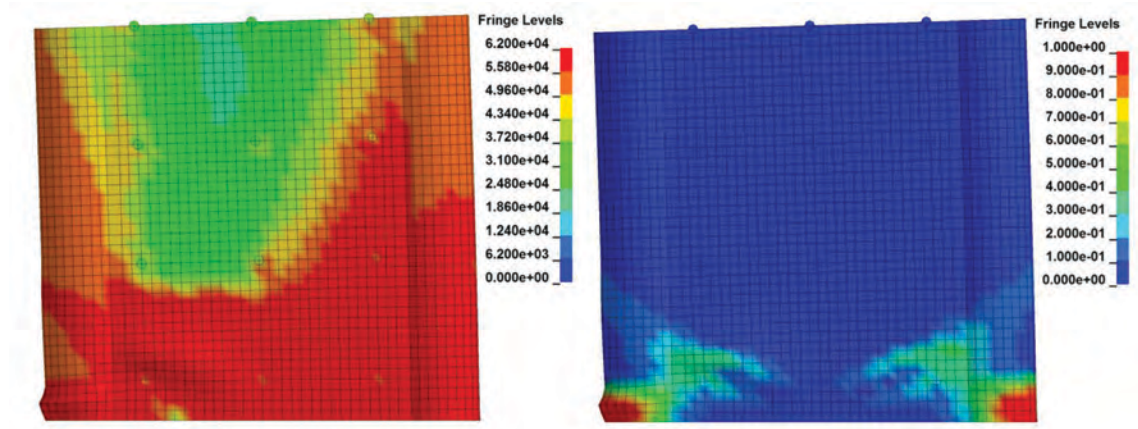 Fringe Levels
6.200e+04
5.580e+04
4.960e+04
4.340e+04
3.720e+04
3.100e+04
2.480e+04
1.860e+04
1.240e+04
6.200e+03
0.000e+00
Fringe Levels
1.000e+00
9.000e-01
8.000e-01
7.000e-01
6.000e-01
5.000e-01
4.000e-01
3.000e-01
2.000e-01
1.000e-01
0.000e+00